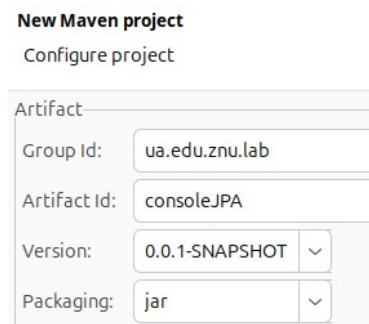 New Maven project
Configure project
Artifact
Group Id: ua.edu.znu.lab
Artifact Id: consoleJPA
Version: 0.0.1-SNAPSHOT
Packaging: jar